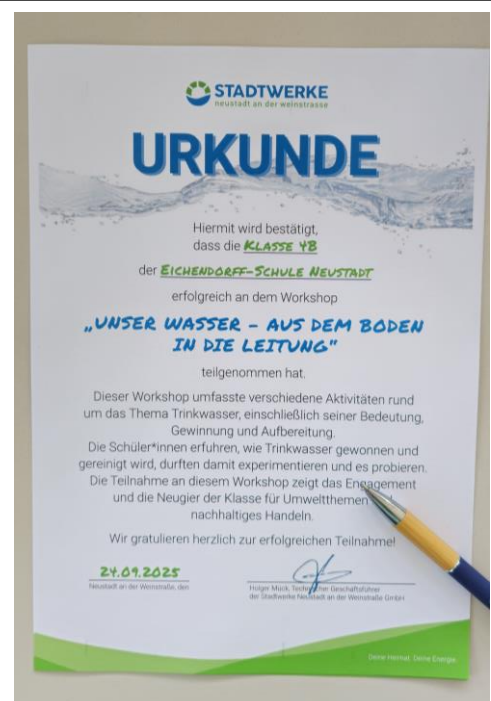 STADTWERKE
neustadt an der weinstrasse
URKUNDE
Hiermit wird bestätigt,
dass die KLASSE 4B
der EICHENDORFF-SCHULE NEUSTADT
erfolgreich an dem Workshop
„UNSER WASSER – AUS DEM BODEN
IN DIE LEITUNG“
teilgenommen hat.
Dieser Workshop umfasste verschiedene Aktivitäten rund
um das Thema Trinkwasser, einschließlich seiner Bedeutung,
Gewinnung und Aufbereitung.
Die Schüler*innen erfuhren, wie Trinkwasser gewonnen und
gereinigt wird, durften damit experimentieren und es probieren.
Die Teilnahme an diesem Workshop zeigt das Engagement
und die Neugier der Klasse für Umweltthemen
nachhaltiges Handeln.
Wir gratulieren herzlich zur erfolgreichen Teilnahme!
24.09.2025
Neustadt an der Weinstraße, den
Holger Mück, Technischer Geschäftsführer
der Stadtwerke Neustadt an der Weinstraße GmbH
Deine Heimat. Deine Energie.